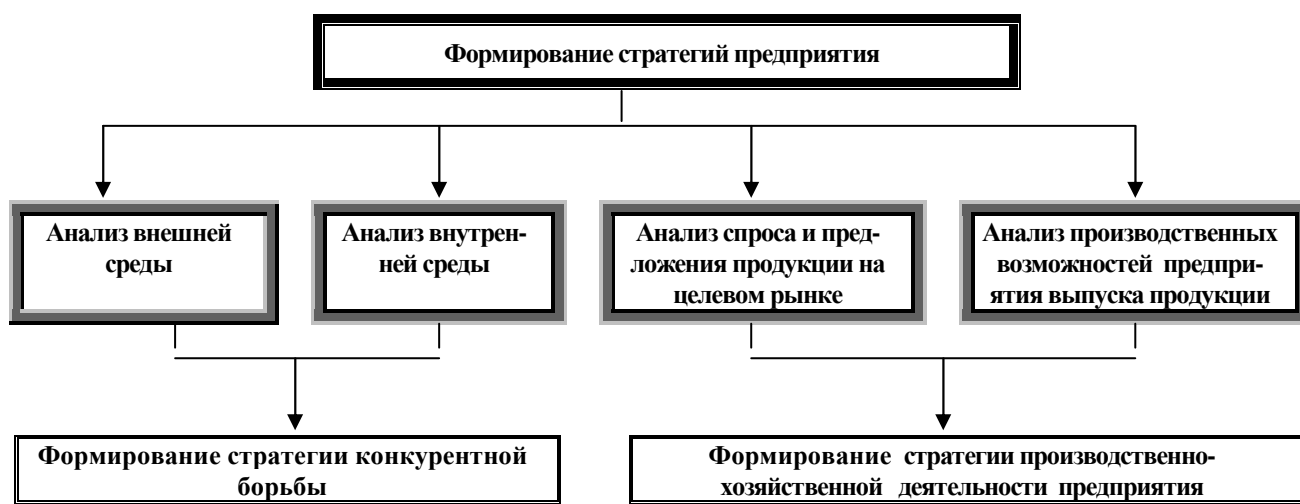 Формирование стратегий предприятия
Анализ внешней
среды
Анализ внутрен-
ней среды
Анализ спроса и пред-
ложения продукции на
целевом рынке
Анализ производственных
возможностей предпри-
ятия выпуска продукции
Формирование стратегии конкурентной
борьбы
Формирование стратегии производственно-
хозяйственной деятельности предприятия